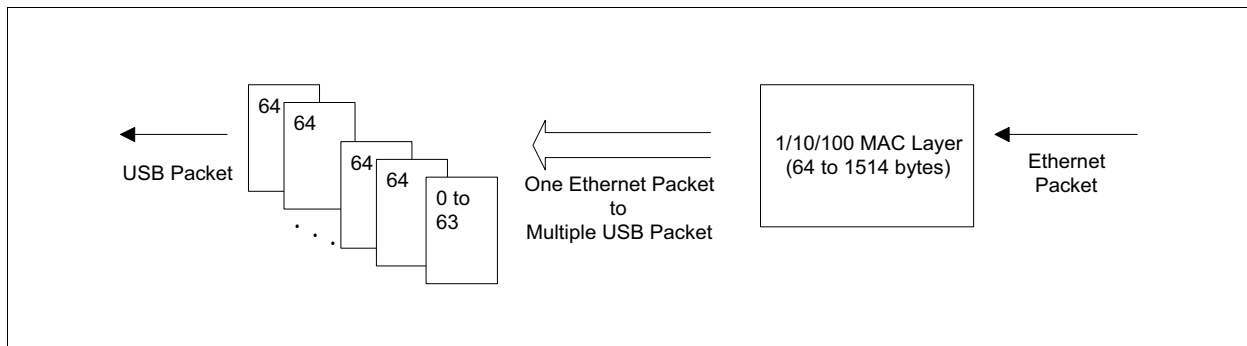 64
64
64
64
0 to
63
USB Packet
One Ethernet Packet
to
Multiple USB Packet
1/10/100 MAC Layer
(64 to 1514 bytes)
Ethernet
Packet